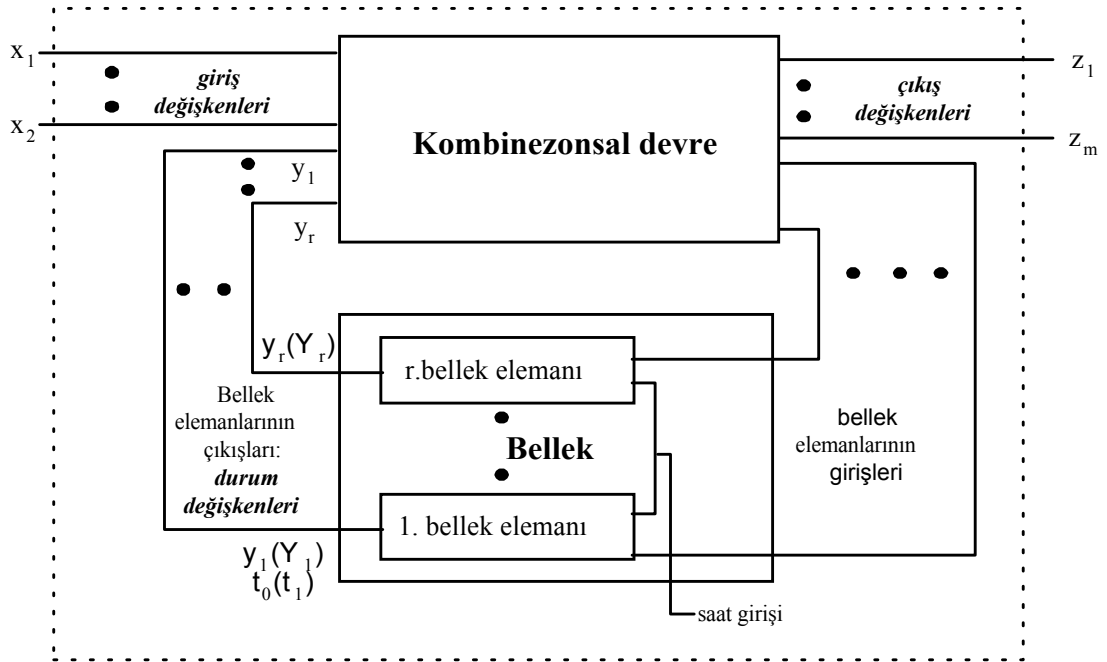 x₁
giriş
değişkenleri
x₂
y₁
yᵣ
Kombinezonsal devre
z₁
çıkış
değişkenleri
zₘ
yᵣ(Yᵣ)
r.bellek elemanı
Bellek
elemanlarının
çıkışları:
durum
değişkenleri
Bellek
1. bellek elemanı
bellek
elemanlarının
girişleri
y₁(Y₁)
t₀(t₁)
saat girişi